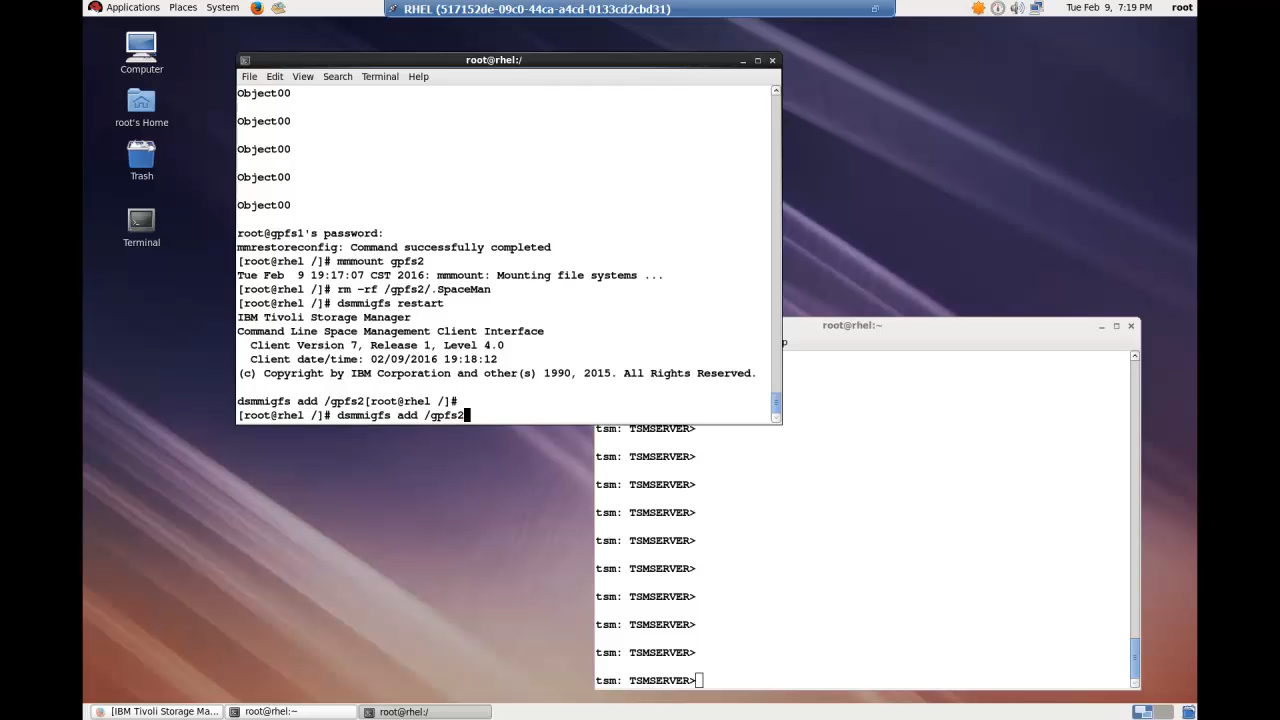 Applications Places System
RHEL (517152de-09c0-44ca-a4cd-0133cd2cbd31)
Tue Feb 9, 7:19 PM root
Computer
root's Home
Trash
Terminal
root@rhel:/
File Edit View Search Terminal Help
Object00
Object00
Object00
Object00
Object00
root@gpfs1's password:
mmrestoreconfig: Command successfully completed
[root@rhel /]# mmmount gpfs2
Tue Feb  9 19:17:07 CST 2016: mmmount: Mounting file systems ...
[root@rhel /]# rm -rf /gpfs2/.SpaceMan
[root@rhel /]# dsmmigfs restart
IBM Tivoli Storage Manager
Command Line Space Management Client Interface
  Client Version 7, Release 1, Level 4.0
  Client date/time: 02/09/2016 19:18:12
(c) Copyright by IBM Corporation and other(s) 1990, 2015. All Rights Reserved.
dsmmigfs add /gpfs2[root@rhel /]#
[root@rhel /]# dsmmigfs add /gpfs2
root@rhel:~
p
tsm: TSMSERVER>
tsm: TSMSERVER>
tsm: TSMSERVER>
tsm: TSMSERVER>
tsm: TSMSERVER>
tsm: TSMSERVER>
tsm: TSMSERVER>
tsm: TSMSERVER>
tsm: TSMSERVER>
tsm: TSMSERVER>
[IBM Tivoli Storage Ma...
root@rhel:~
root@rhel:/